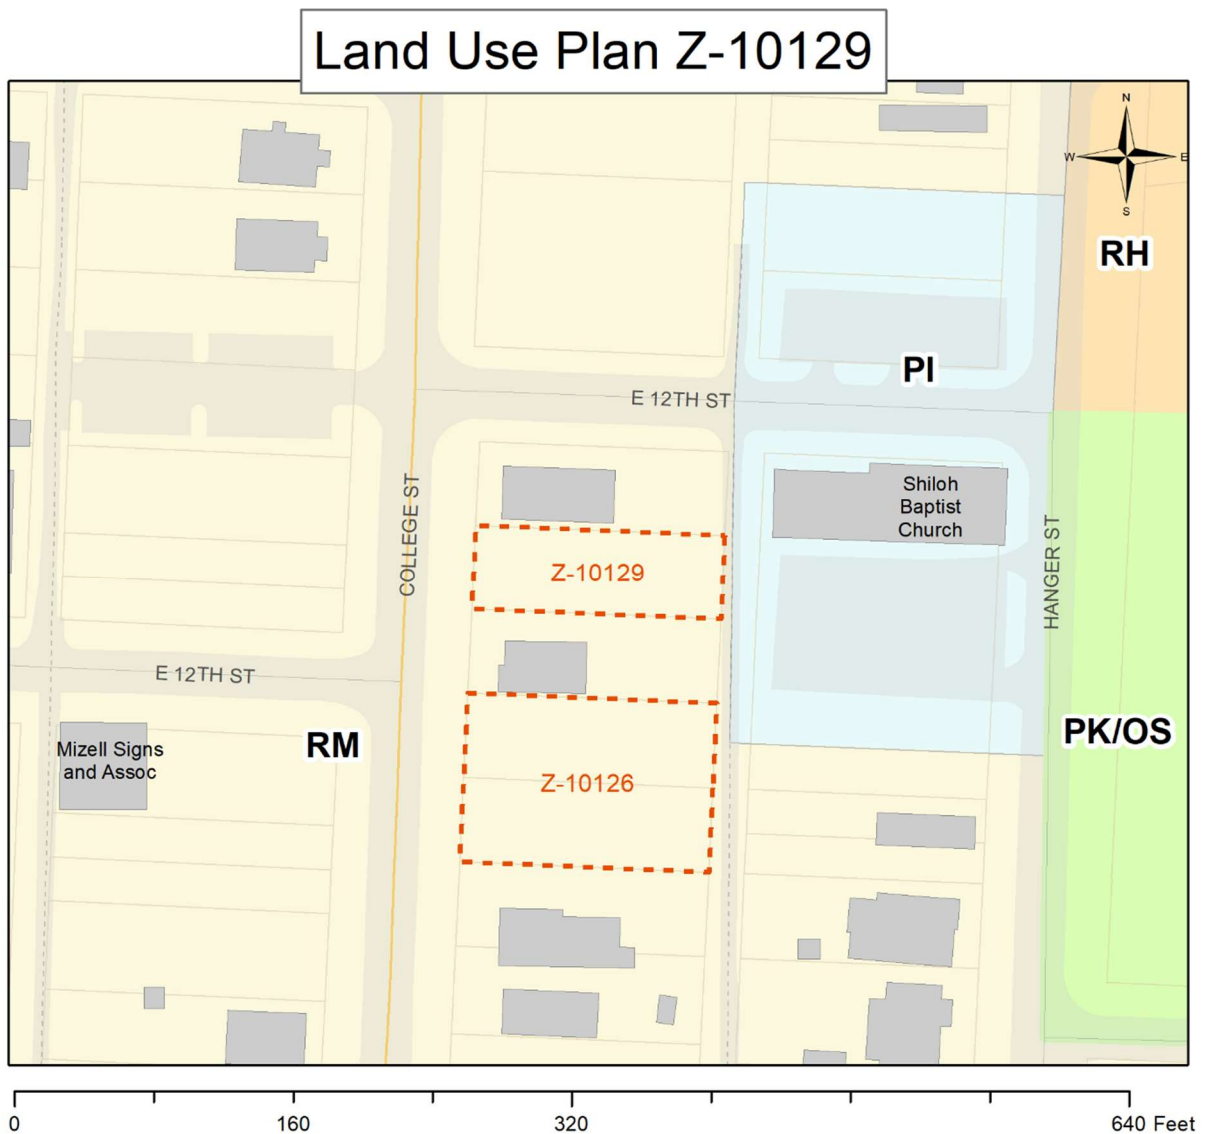 Land Use Plan Z-10129
N
W
E
S
RH
PI
E 12TH ST
Shiloh
Baptist
Church
COLLEGE ST
HANGER ST
Z-10129
E 12TH ST
RM
PK/OS
Mizell Signs
and Assoc
Z-10126
0
160
320
640 Feet